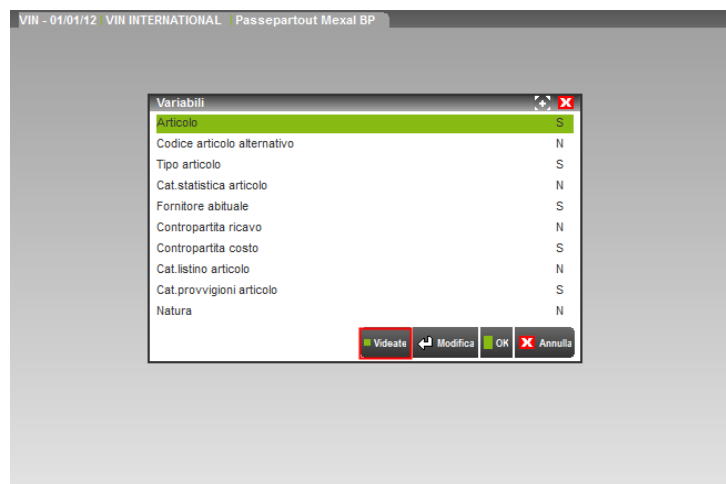 VIN - 01/01/12 VIN INTERNATIONAL Passepartout Mexal BP
Variabili
Articolo S
Codice articolo alternativo N
Tipo articolo S
Cat.statistica articolo N
Fornitore abituale S
Contropartita ricavo N
Contropartita costo S
Cat.listino articolo N
Cat.provvigioni articolo S
Natura N
Videate Modifica OK Annulla